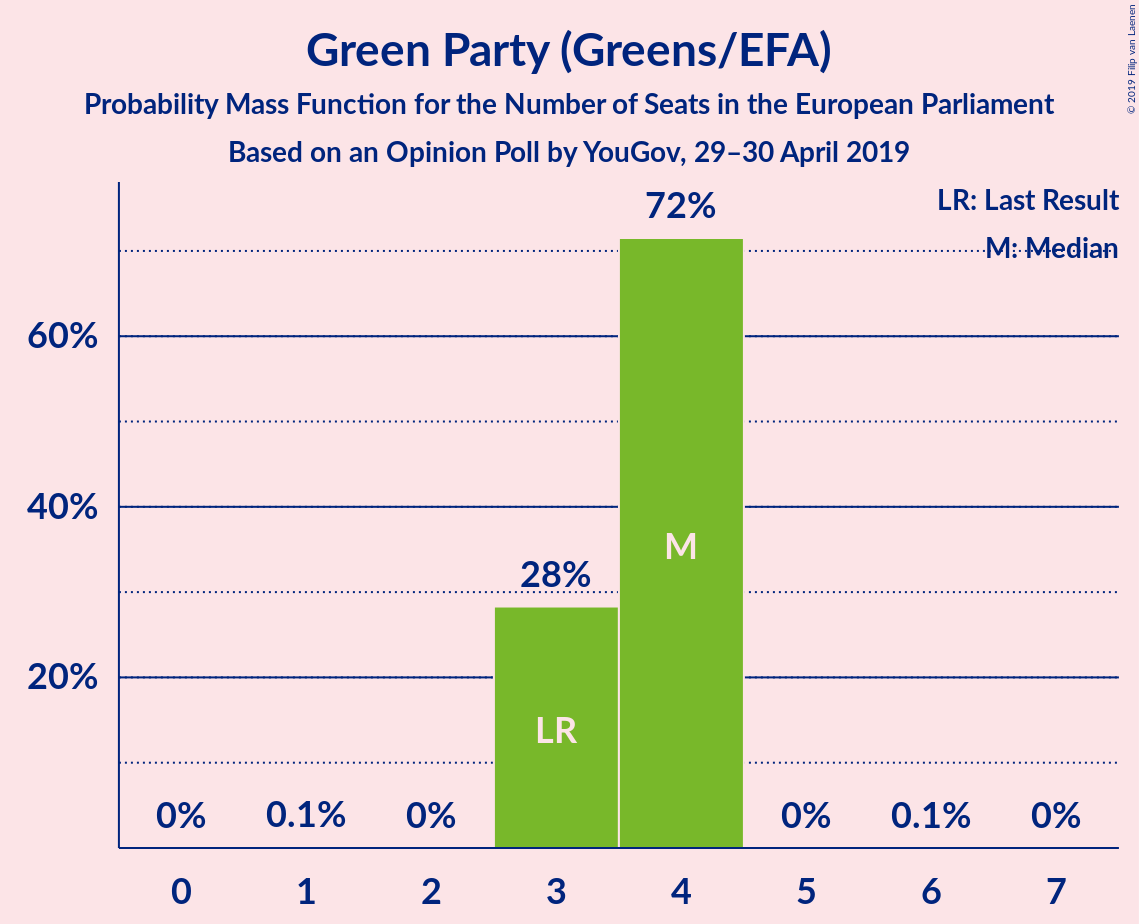 Green Party (Greens/EFA)
Probability Mass Function for the Number of Seats in the European Parliament
Based on an Opinion Poll by YouGov, 29–30 April 2019
© 2019 Filip van Laenen
LR: Last Result
M: Median
72%
60%
40%
M
28%
20%
LR
0% 0.1% 0% 0% 0.1% 0%
0 1 2 3 4 5 6 7